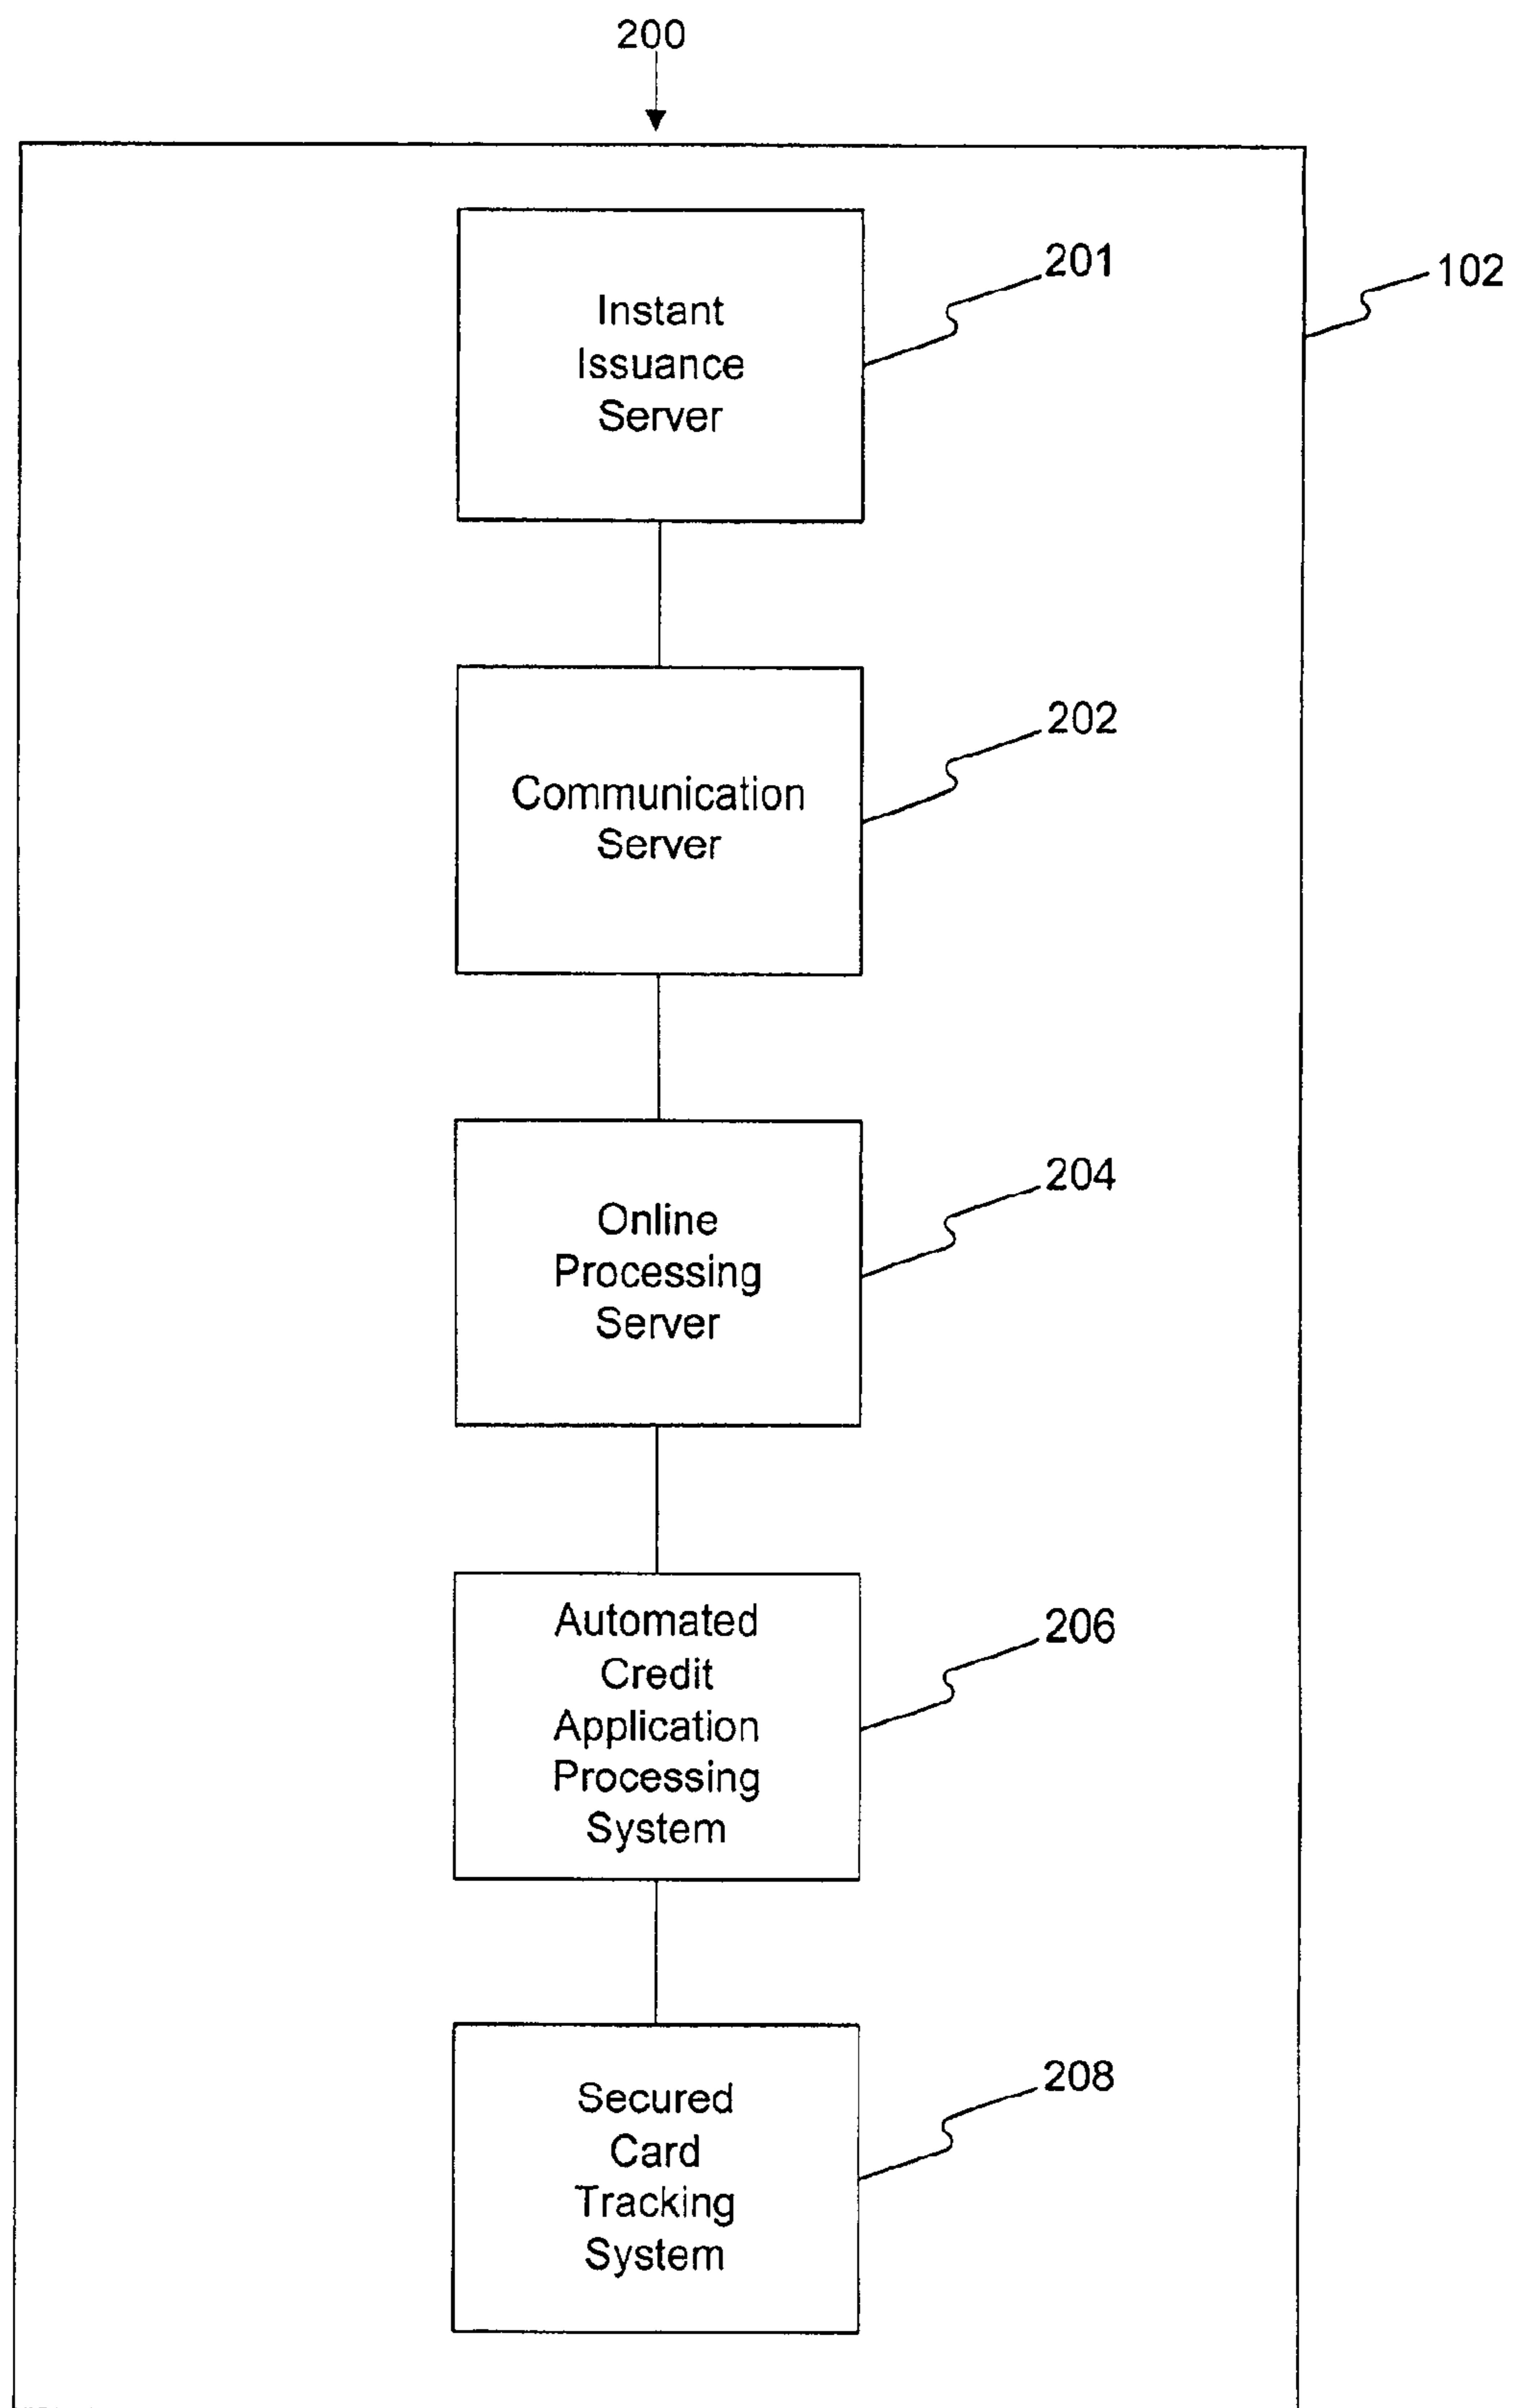 200
Instant
Issuance
Server
201
102
Communication
Server
202
Online
Processing
Server
204
Automated
Credit
Application
Processing
System
206
Secured
Card
Tracking
System
208